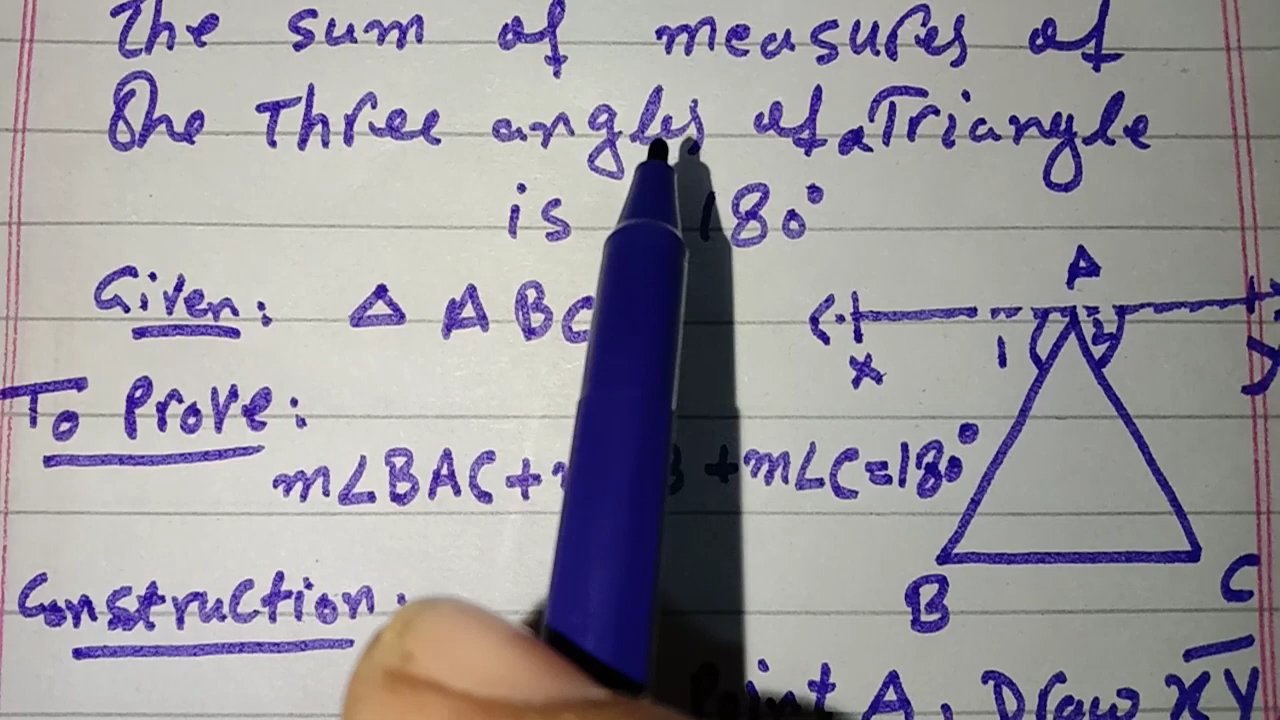 The sum of measures of
The Three angles of a Triangle
is 180°
Given: △ ABC
A
X
1
2
Y
To Prove:
m∠BAC + B + m∠C = 180°
B
C
Construction:
Point A, Draw XY